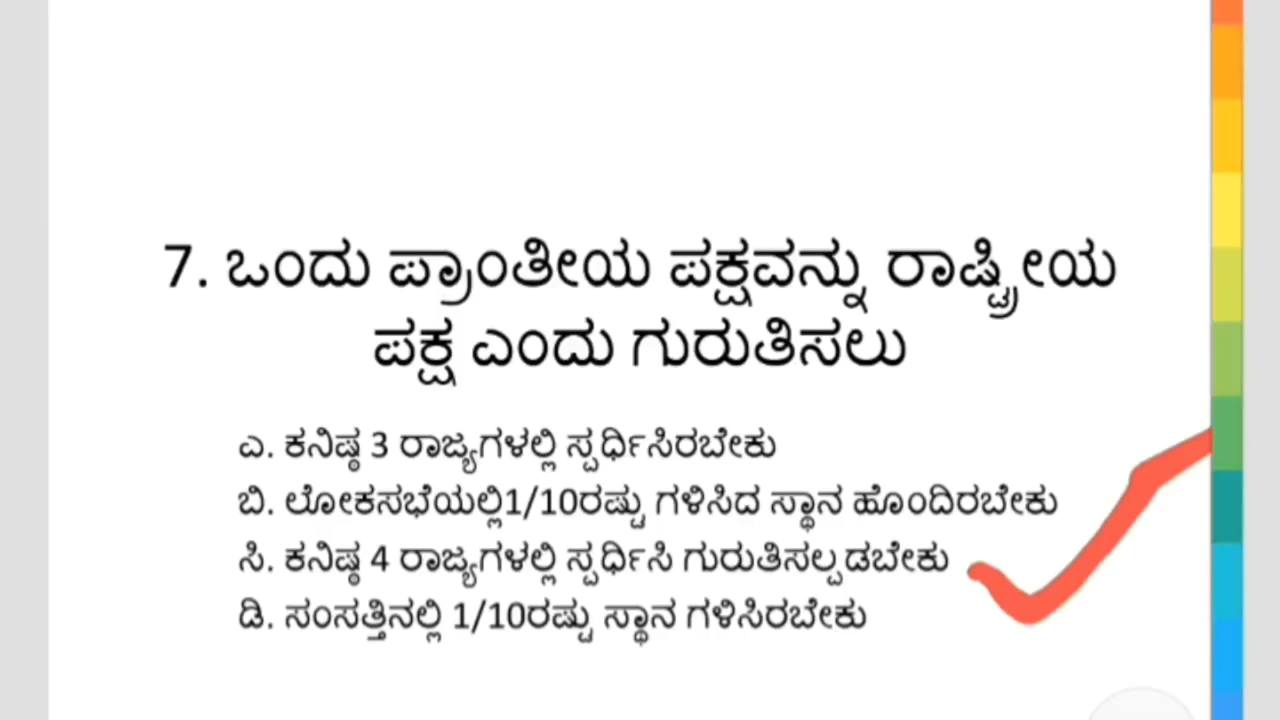 7. ಒಂದು ಪ್ರಾಂತೀಯ ಪಕ್ಷವನ್ನು ರಾಷ್ಟ್ರೀಯ
ಪಕ್ಷ ಎಂದು ಗುರುತಿಸಲು
ಎ. ಕನಿಷ್ಠ 3 ರಾಜ್ಯಗಳಲ್ಲಿ ಸ್ಪರ್ಧಿಸಿರಬೇಕು
ಬಿ. ಲೋಕಸಭೆಯಲ್ಲಿ1/10ರಷ್ಟು ಗಳಿಸಿದ ಸ್ಥಾನ ಹೊಂದಿರಬೇಕು
ಸಿ. ಕನಿಷ್ಠ 4 ರಾಜ್ಯಗಳಲ್ಲಿ ಸ್ಪರ್ಧಿಸಿ ಗುರುತಿಸಲ್ಪಡಬೇಕು
ಡಿ. ಸಂಸತ್ತಿನಲ್ಲಿ 1/10ರಷ್ಟು ಸ್ಥಾನ ಗಳಿಸಿರಬೇಕು